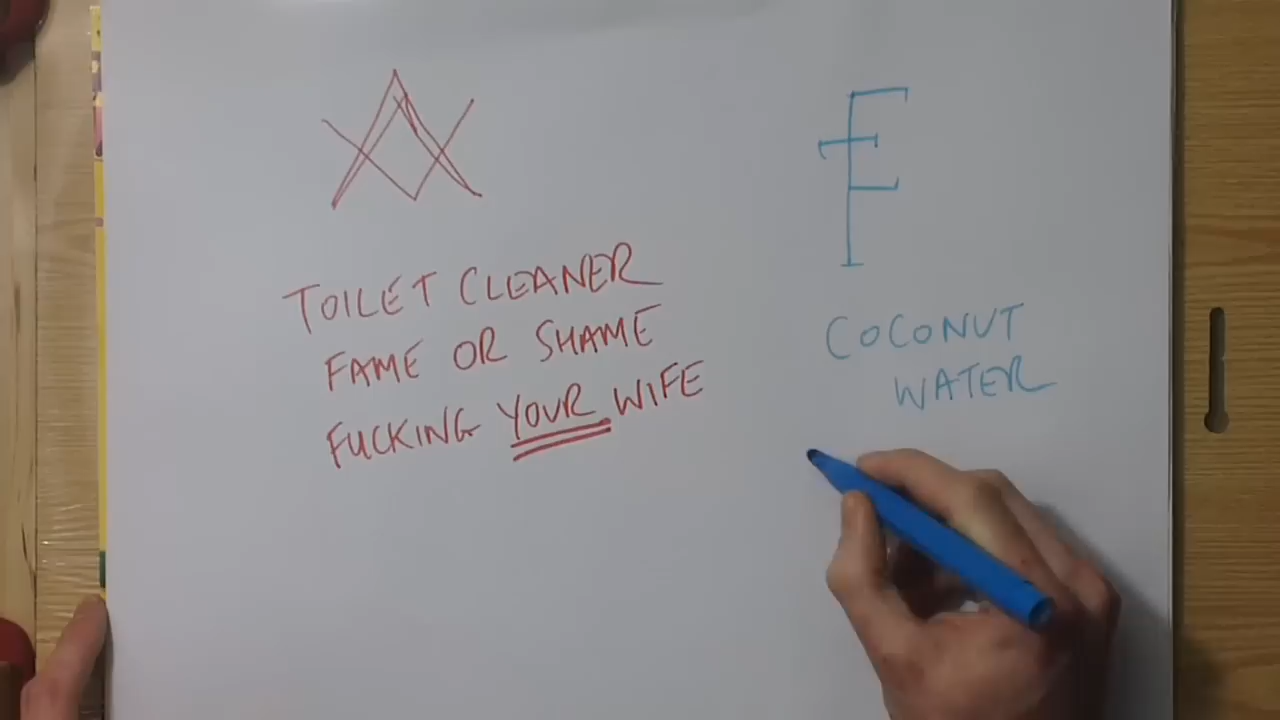 TOILET CLEANER
FAME OR SHAME
FUCKING YOUR WIFE
F
COCONUT
WATER